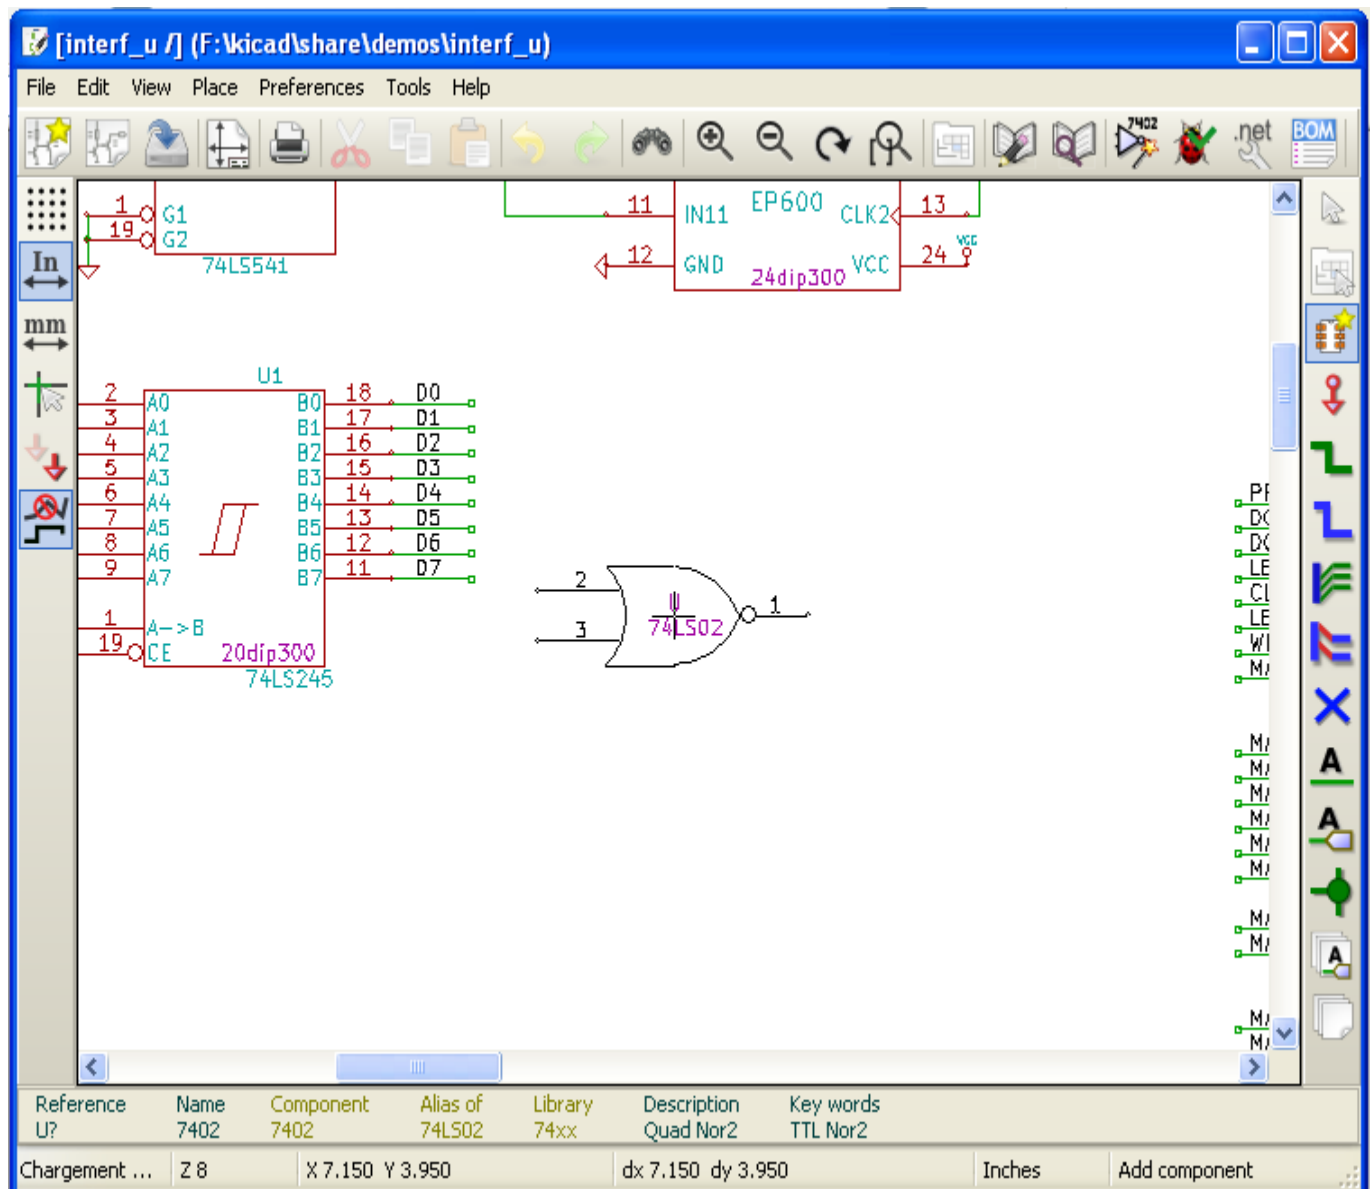 [interf_u /] (F:\kicad\share\demos\interf_u)
File Edit View Place Preferences Tools Help
7402 .net BOM
In
mm
1 G1
19 G2
74LS541
11 IN11 EP600 CLK2 13
12 GND 24dip300 VCC 24 VCC
U1
2 A0 B0 18 D0
3 A1 B1 17 D1
4 A2 B2 16 D2
5 A3 B3 15 D3
6 A4 B4 14 D4
7 A5 B5 13 D5
8 A6 B6 12 D6
9 A7 B7 11 D7
1 A->B
19 CE 20dip300
74LS245
2 U 1
3 74LS02
A
A
A
Reference Name Component Alias of Library Description Key words
U? 7402 7402 74LS02 74xx Quad Nor2 TTL Nor2
Chargement ... Z 8 X 7.150 Y 3.950 dx 7.150 dy 3.950 Inches Add component